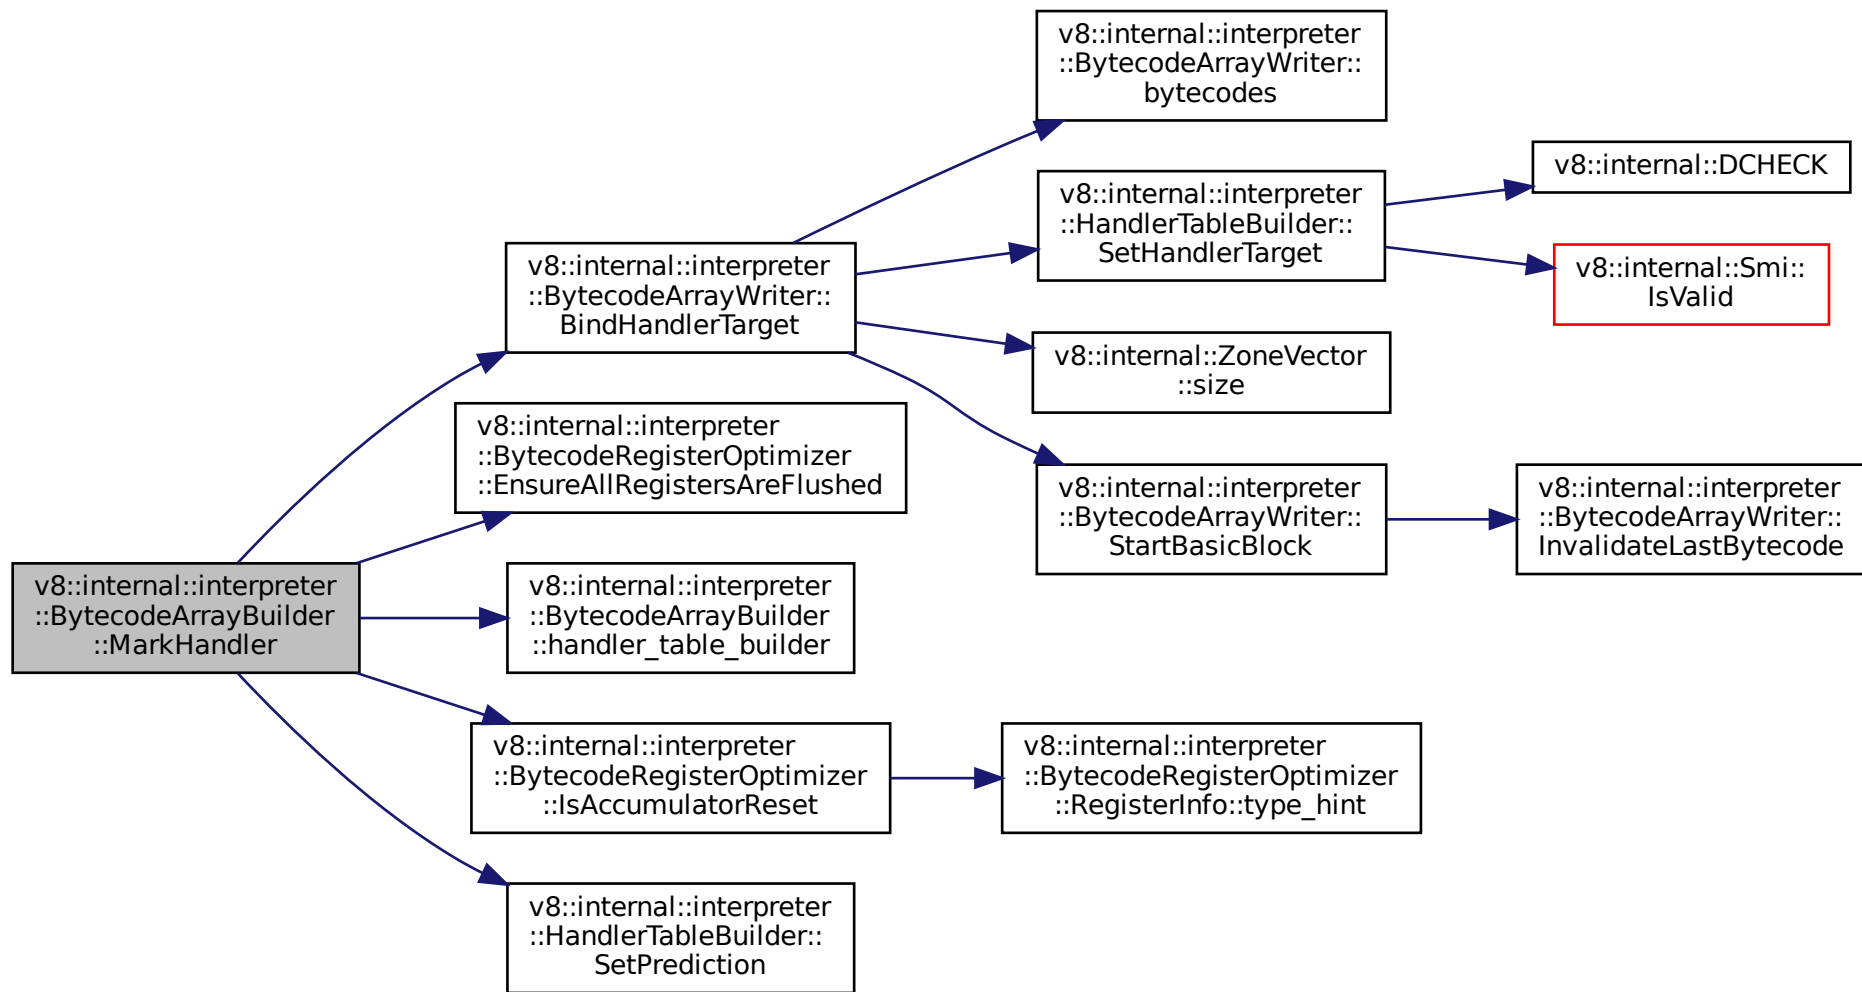 v8::internal::interpreter
::BytecodeArrayBuilder
::MarkHandler
v8::internal::interpreter
::BytecodeArrayWriter::
BindHandlerTarget
v8::internal::interpreter
::BytecodeRegisterOptimizer
::EnsureAllRegistersAreFlushed
v8::internal::interpreter
::BytecodeArrayBuilder
::handler_table_builder
v8::internal::interpreter
::BytecodeRegisterOptimizer
::IsAccumulatorReset
v8::internal::interpreter
::HandlerTableBuilder::
SetPrediction
v8::internal::interpreter
::BytecodeArrayWriter::
bytecodes
v8::internal::interpreter
::HandlerTableBuilder::
SetHandlerTarget
v8::internal::ZoneVector
::size
v8::internal::interpreter
::BytecodeArrayWriter::
StartBasicBlock
v8::internal::interpreter
::BytecodeRegisterOptimizer
::RegisterInfo::type_hint
v8::internal::DCHECK
v8::internal::Smi::
IsValid
v8::internal::interpreter
::BytecodeArrayWriter::
InvalidateLastBytecode